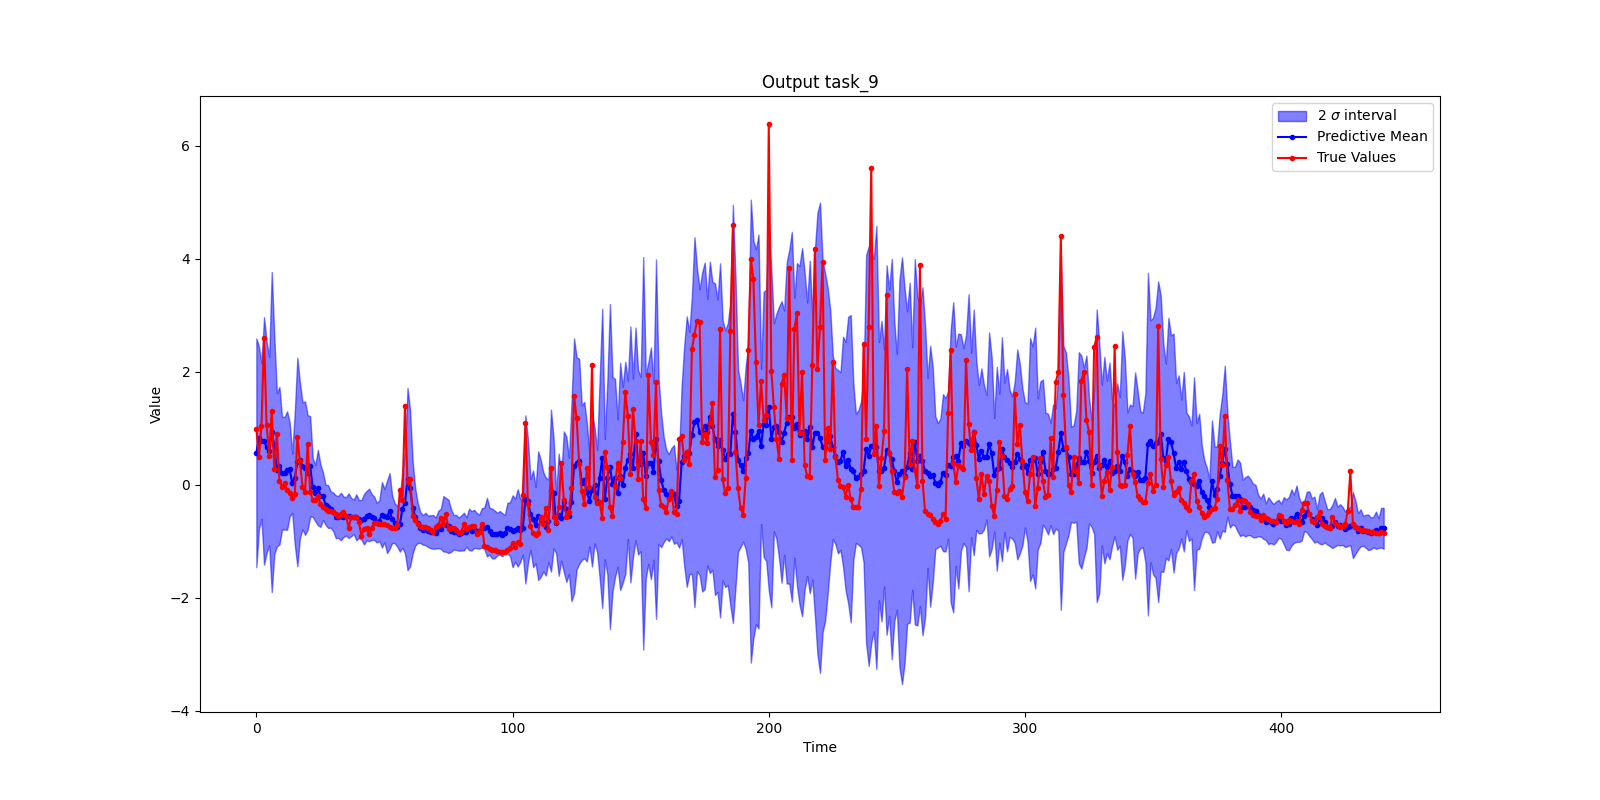 Output task_9
2 σ interval
Predictive Mean
True Values
Value
6
4
2
0
−2
−4
0
100
200
300
400
Time